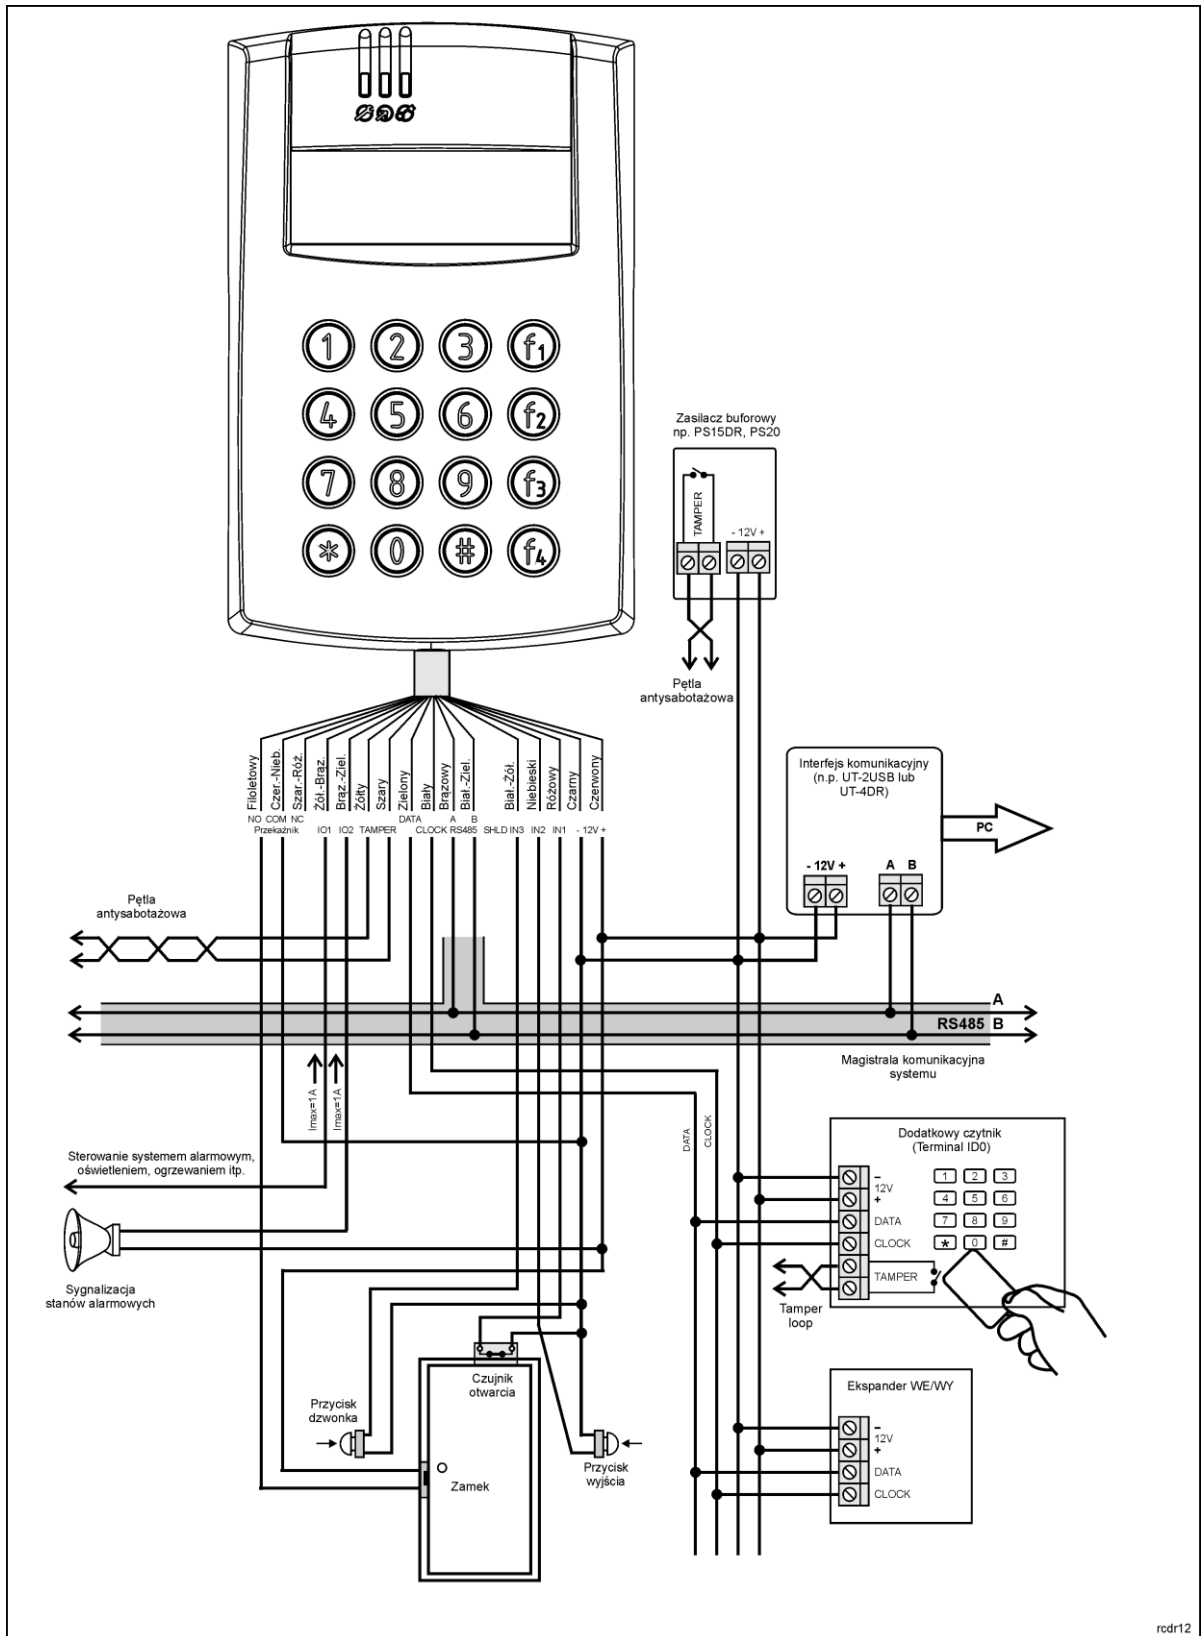 1 2 3 f1
4 5 6 f2
7 8 9 f3
* 0 # f4
Zasilacz buforowy
np. PS15DR, PS20
TAMPER
- 12V +
Pętla
antysabotażowa
Interfejs komunikacyjny
(n.p. UT-2USB lub
UT-4DR)
PC
- 12V +
A B
Filoletowy
Czer.-Nieb.
Szar.-Róż.
Żół.-Brąz.
Brąz.-Ziel.
Żółty
Szary
Zielony
Biały
Brązowy
Biał.-Ziel.
Biał.-Żół.
Niebieski
Różowy
Czarny
Czerwony
NO COM NC
Przekaźnik
IO1 IO2 TAMPER
DATA
CLOCK
A B
RS485
SHLD IN3 IN2 IN1 - 12V +
Pętla
antysabotażowa
A
RS485 B
Magistrala komunikacyjna
systemu
Imax=1A
Imax=1A
DATA
CLOCK
Sterowanie systemem alarmowym,
oświetleniem, ogrzewaniem itp.
Sygnalizacja
stanów alarmowych
Dodatkowy czytnik
(Terminal ID0)
−
12V
+
DATA
CLOCK
TAMPER
1 2 3
4 5 6
7 8 9
* 0 #
Tamper
loop
Czujnik
otwarcia
Przycisk
dzwonka
Zamek
Przycisk
wyjścia
Ekspander WE/WY
−
12V
+
DATA
CLOCK
rcdr12